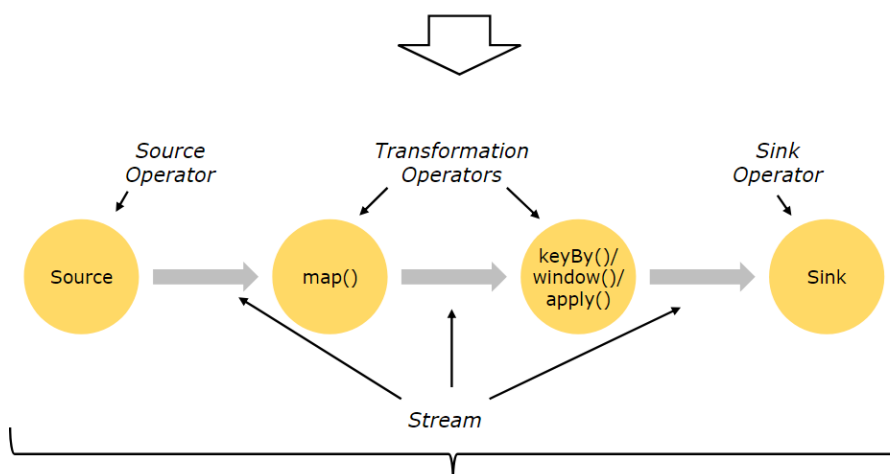 Source
Operator
Transformation
Operators
Sink
Operator
Source
map()
keyBy()/
window()/
apply()
Sink
Stream